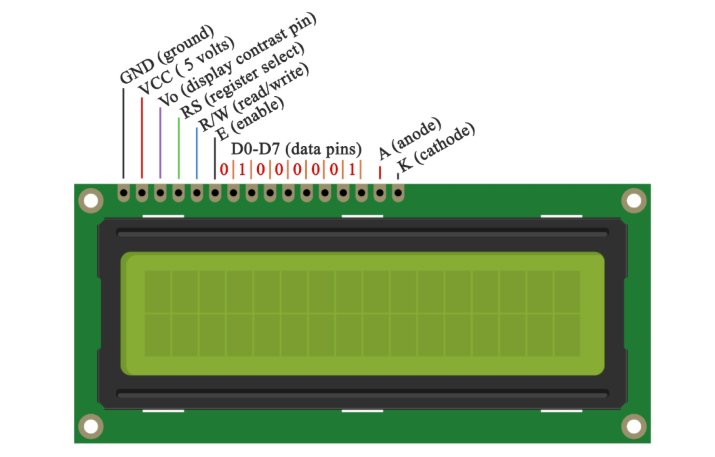 GND (ground)
VCC ( 5 volts)
Vo (display contrast pin)
RS (register select)
R/W (read/write)
E (enable)
D0-D7 (data pins)
0 1 0 0 0 0 0 1
A (anode)
K (cathode)